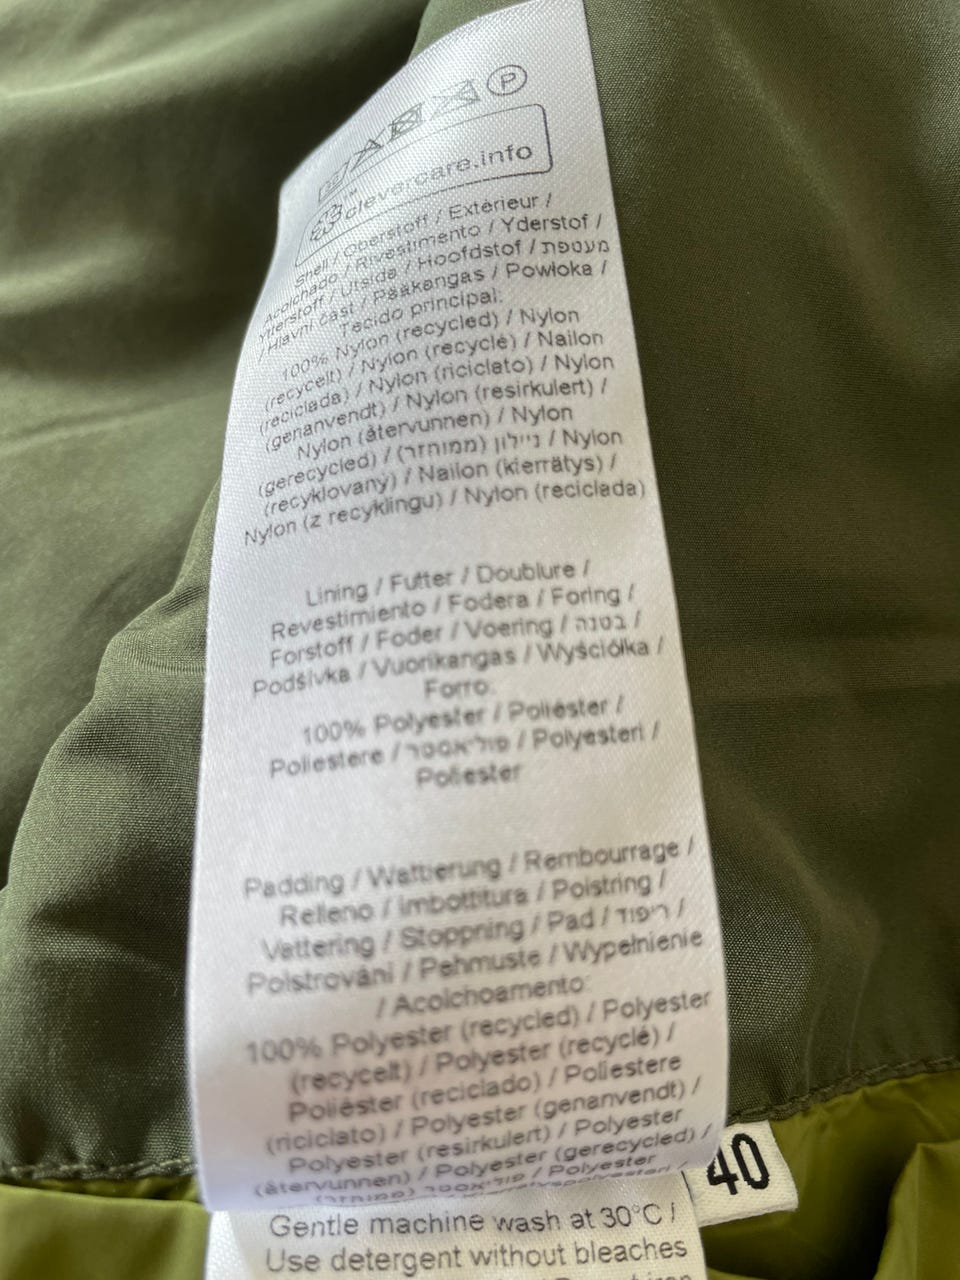 P
clevercare.info
Shell / Oberstoff / Extérieur /
Acolchado / Rivestimento / Yderstof /
Ytterstoff / Utsida / Hoofdstof / מעטפת
/ Hlavní část / Pääkangas / Powłoka /
Tecido principal:
100% Nylon (recycled) / Nylon
(recycelt) / Nylon (recyclé) / Nailon
(reciclada) / Nylon (riciclato) / Nylon
(genanvendt) / Nylon (resirkulert) /
Nylon (återvunnen) / Nylon
(gerecycled) / ניילון (ממוחזר) / Nylon
(recyklovaný) / Nailon (kierrätys) /
Nylon (z recyklingu) / Nylon (reciclada)
Lining / Futter / Doublure /
Revestimiento / Fodera / Foring /
Forstoff / Foder / Voering / בטנה /
Podšívka / Vuorikangas / Wyściółka /
Forro:
100% Polyester / Poliéster /
Poliestere / פוליאסטר / Polyesteri /
Poliester
Padding / Wattierung / Rembourrage /
Relleno / Imbottitura / Polstring /
Vattering / Stoppning / Pad / ריפוד /
Polstrování / Pehmuste / Wypełnienie
/ Acolchoamento:
100% Polyester (recycled) / Polyester
(recycelt) / Polyester (recyclé) /
Poliéster (reciclado) / Poliestere
(riciclato) / Polyester (genanvendt) /
Polyester (resirkulert) / Polyester
(återvunnen) / Polyester (gerecycled) /
פוליאסטר (ממוחזר) / Kierrätyspolyesteri
40
Gentle machine wash at 30°C /
Use detergent without bleaches